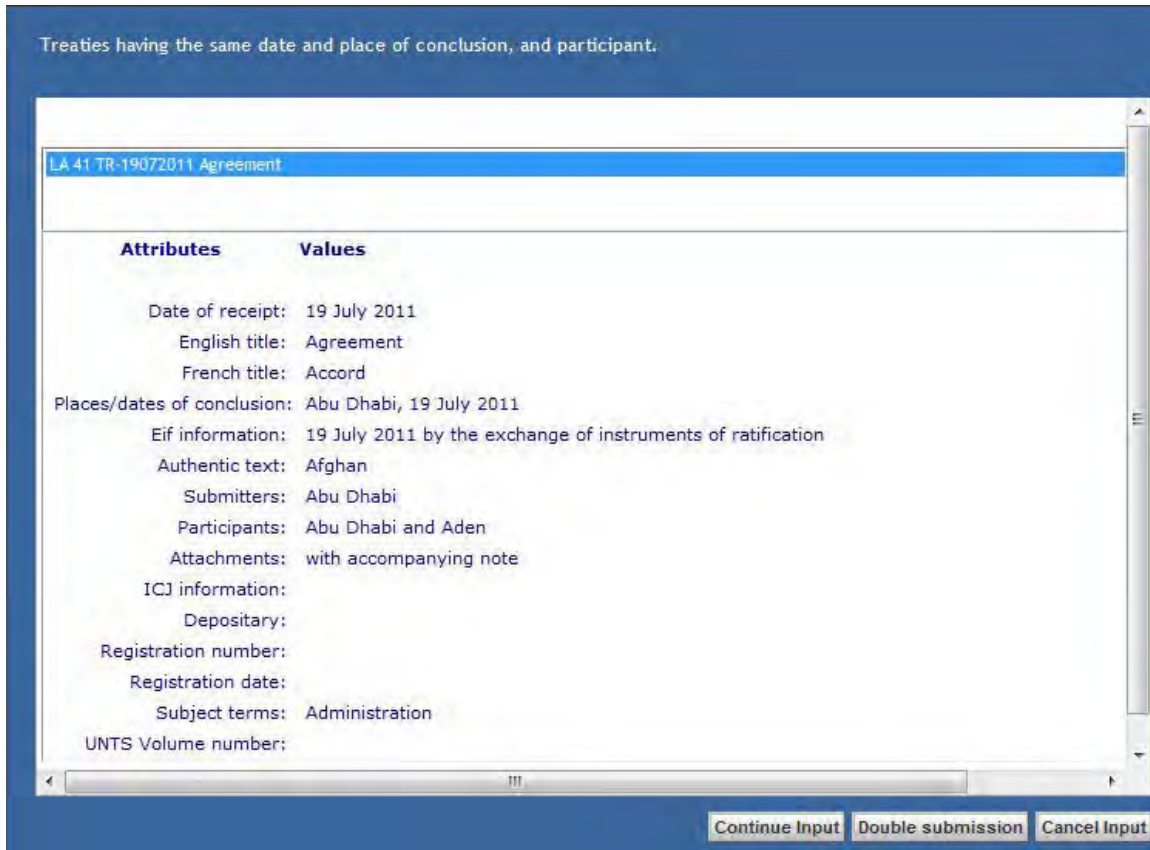 Treaties having the same date and place of conclusion, and participant.
LA 41 TR-19072011 Agreement
Attributes Values
Date of receipt: 19 July 2011
English title: Agreement
French title: Accord
Places/dates of conclusion: Abu Dhabi, 19 July 2011
Eif information: 19 July 2011 by the exchange of instruments of ratification
Authentic text: Afghan
Submitters: Abu Dhabi
Participants: Abu Dhabi and Aden
Attachments: with accompanying note
ICJ information:
Depositary:
Registration number:
Registration date:
Subject terms: Administration
UNTS Volume number:
Continue Input Double submission Cancel Input